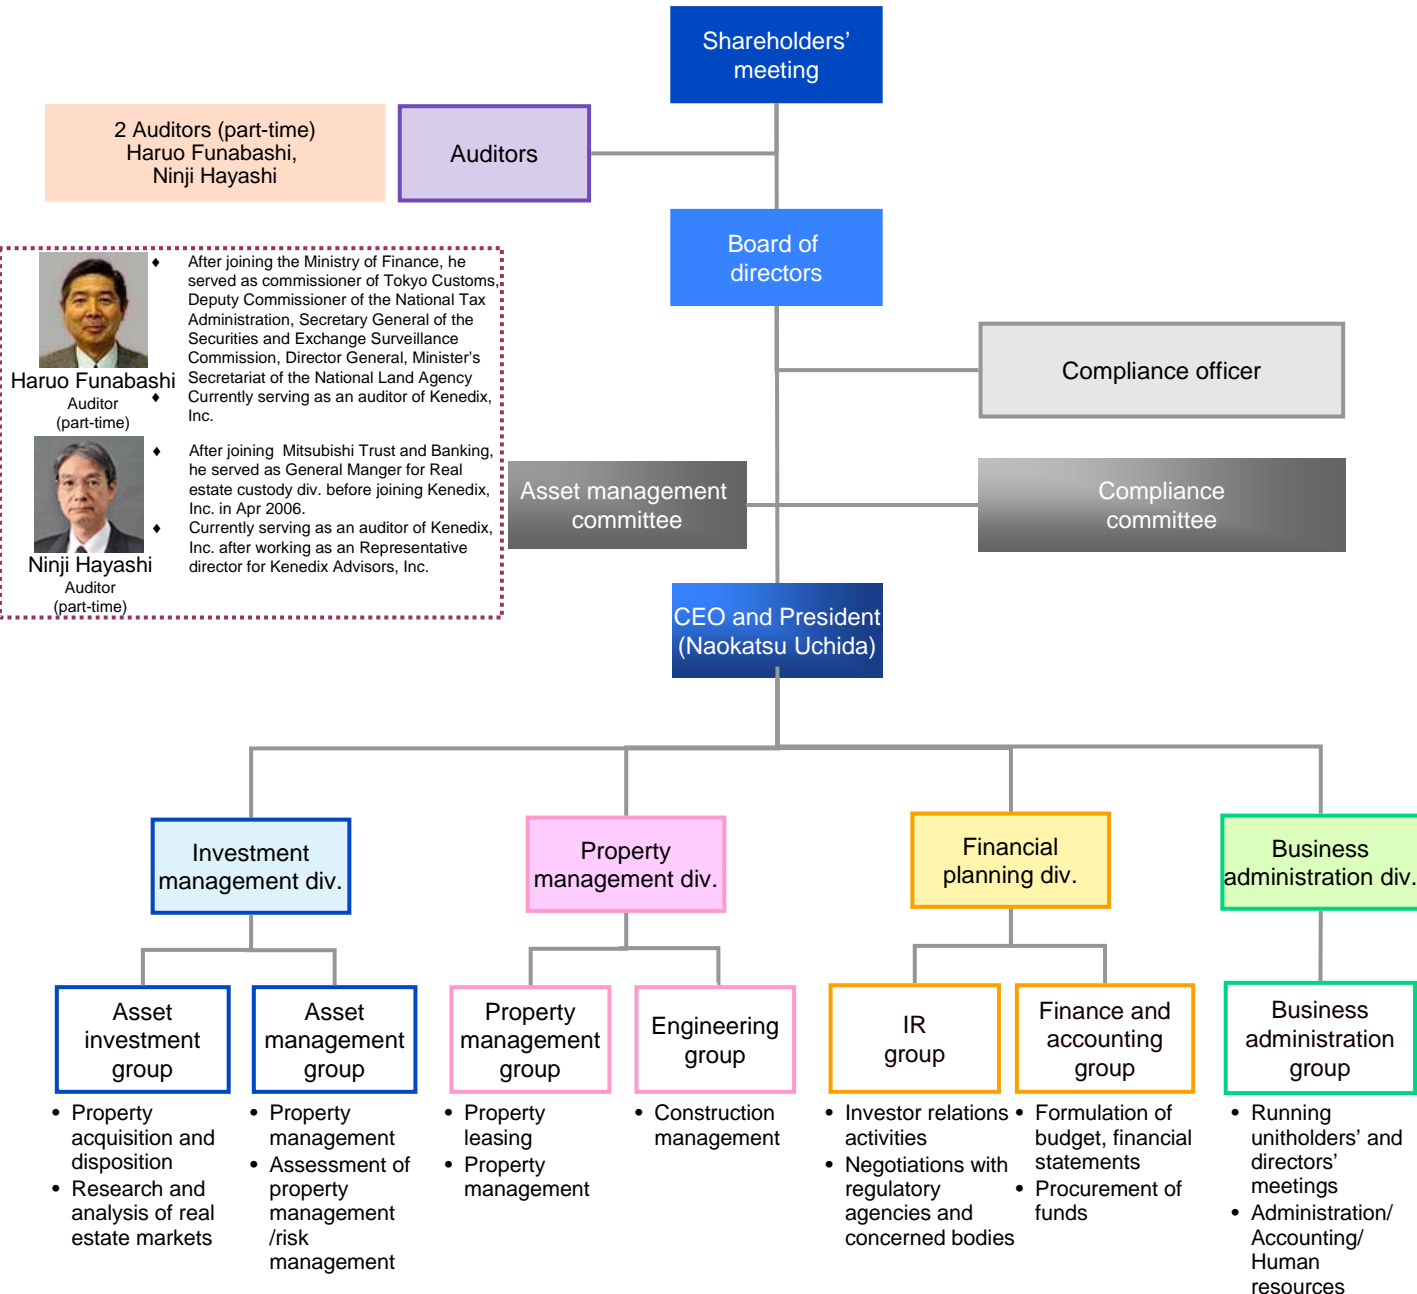 Shareholders’
meeting
2 Auditors (part-time)
Haruo Funabashi,
Ninji Hayashi
Auditors
Board of
directors
♦ After joining the Ministry of Finance, he
served as commissioner of Tokyo Customs,
Deputy Commissioner of the National Tax
Administration, Secretary General of the
Securities and Exchange Surveillance
Commission, Director General, Minister’s
Secretariat of the National Land Agency
♦ Currently serving as an auditor of Kenedix,
Inc.
Haruo Funabashi
Auditor
(part-time)
♦ After joining Mitsubishi Trust and Banking,
he served as General Manger for Real
estate custody div. before joining Kenedix,
Inc. in Apr 2006.
♦ Currently serving as an auditor of Kenedix,
Inc. after working as an Representative
director for Kenedix Advisors, Inc.
Ninji Hayashi
Auditor
(part-time)
Compliance officer
Asset management
committee
Compliance
committee
CEO and President
(Naokatsu Uchida)
Investment
management div.
Property
management div.
Financial
planning div.
Business
administration div.
Asset
investment
group
Asset
management
group
Property
management
group
Engineering
group
IR
group
Finance and
accounting
group
Business
administration
group
• Property
acquisition and
disposition
• Research and
analysis of real
estate markets
• Property
management
• Assessment of
property
management
/risk
management
• Property
leasing
• Property
management
• Construction
management
• Investor relations
activities
• Negotiations with
regulatory
agencies and
concerned bodies
• Formulation of
budget, financial
statements
• Procurement of
funds
• Running
unitholders’ and
directors’
meetings
• Administration/
Accounting/
Human
resources